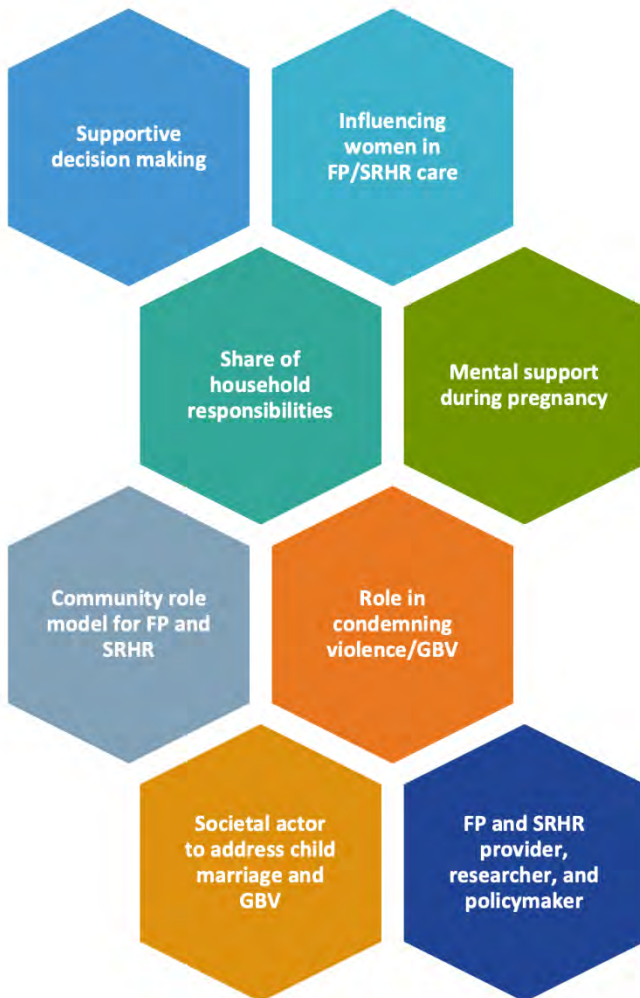 Supportive
decision making
Influencing
women in
FP/SRHR care
Share of
household
responsibilities
Mental support
during pregnancy
Community role
model for FP and
SRHR
Role in
condemning
violence/GBV
Societal actor
to address child
marriage and
GBV
FP and SRHR
provider,
researcher, and
policymaker